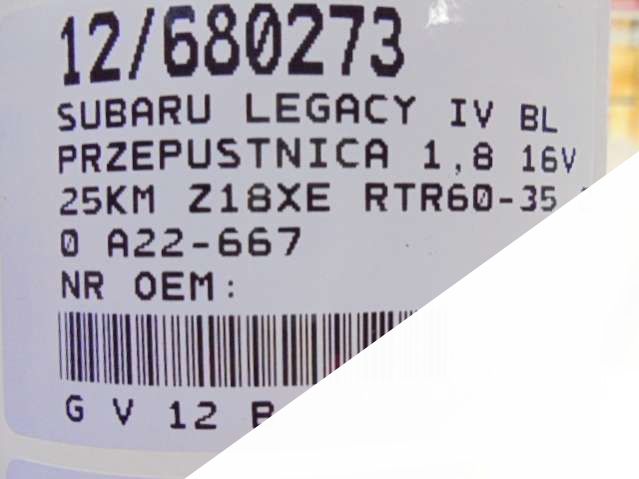 12/680273
SUBARU LEGACY IV BL
PRZEPUSTNICA 1,8 16V
25KM Z18XE RTR60-35
0 A22-667
NR OEM:
G V 12